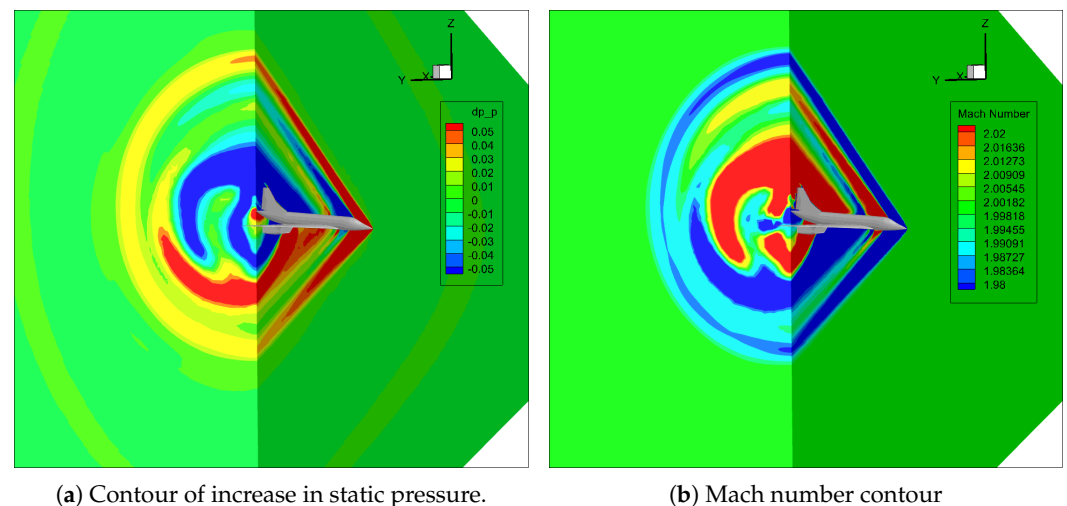 Z
Y
X
dp_p
0.05
0.04
0.03
0.02
0.01
0
-0.01
-0.02
-0.03
-0.04
-0.05
Z
Y
X
Mach Number
2.02
2.01636
2.01273
2.00909
2.00545
2.00182
1.99818
1.99455
1.99091
1.98727
1.98364
1.98
(a) Contour of increase in static pressure.
(b) Mach number contour